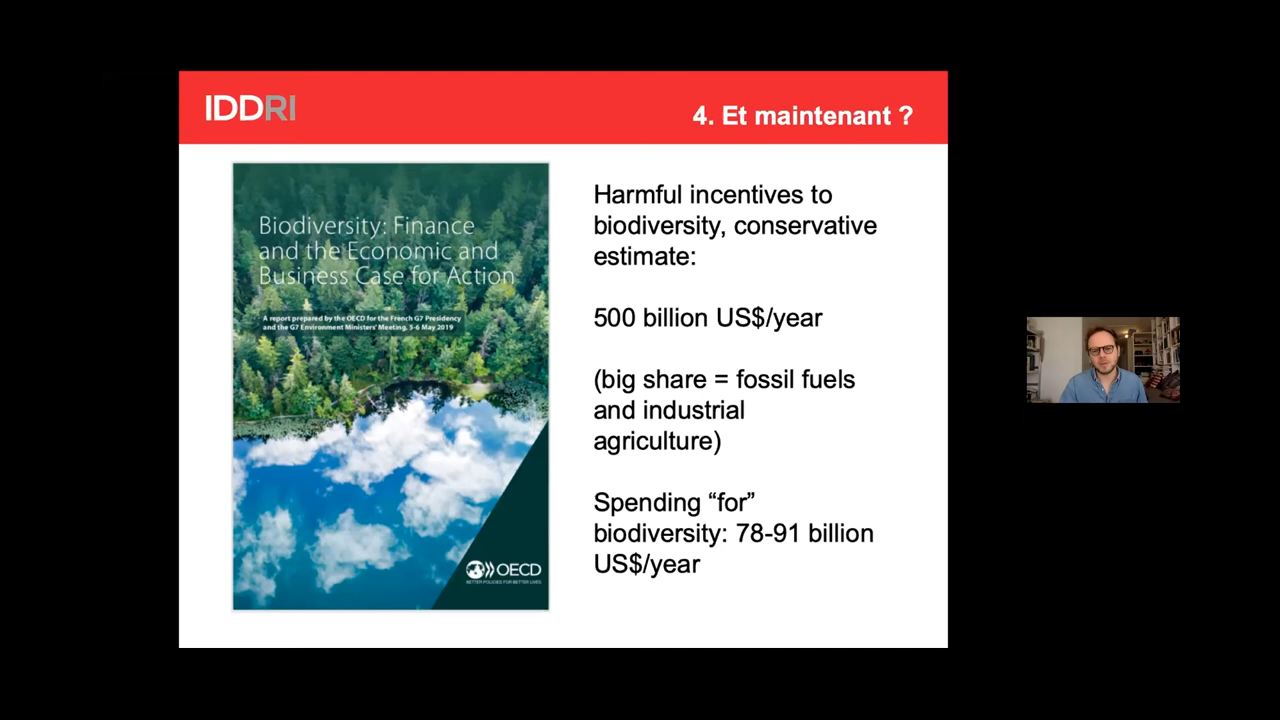 IDDRI
4. Et maintenant ?
Biodiversity: Finance
and the Economic and
Business Case for Action
A report prepared by the OECD for the French G7 Presidency
and the G7 Environment Ministers' Meeting, 5-6 May 2019
OECD
BETTER POLICIES FOR BETTER LIVES
Harmful incentives to
biodiversity, conservative
estimate:
500 billion US$/year
(big share = fossil fuels
and industrial
agriculture)
Spending “for”
biodiversity: 78-91 billion
US$/year